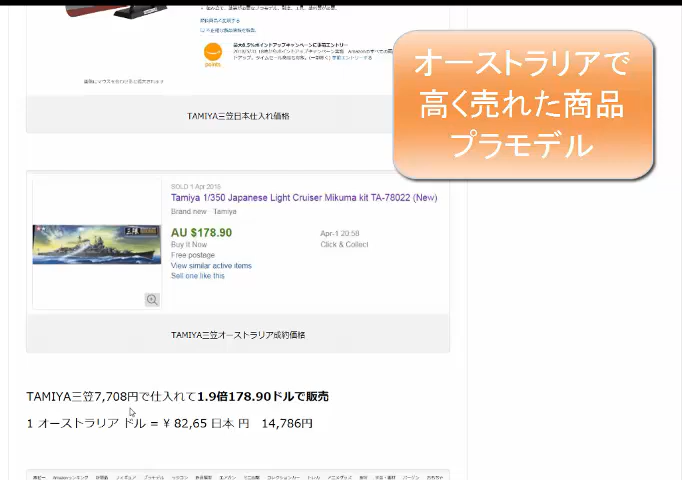 オーストラリアで
高く売れた商品
プラモデル
TAMIYA三笠日本仕入れ価格
SOLD 1 Apr 2018
Tamiya 1/350 Japanese Light Cruiser Mikuma kit TA-78022 (New)
Brand new Tamiya
AU $178.90
Apr-1 20:58
Buy It Now
Click & Collect
Free postage
View similar active items
Sell one like this
TAMIYA三笠オーストラリア成約価格
TAMIYA三笠7,708円で仕入れて1.9倍178.90ドルで販売
1 オーストラリア ドル = ¥ 82,65 日本 円 14,786円